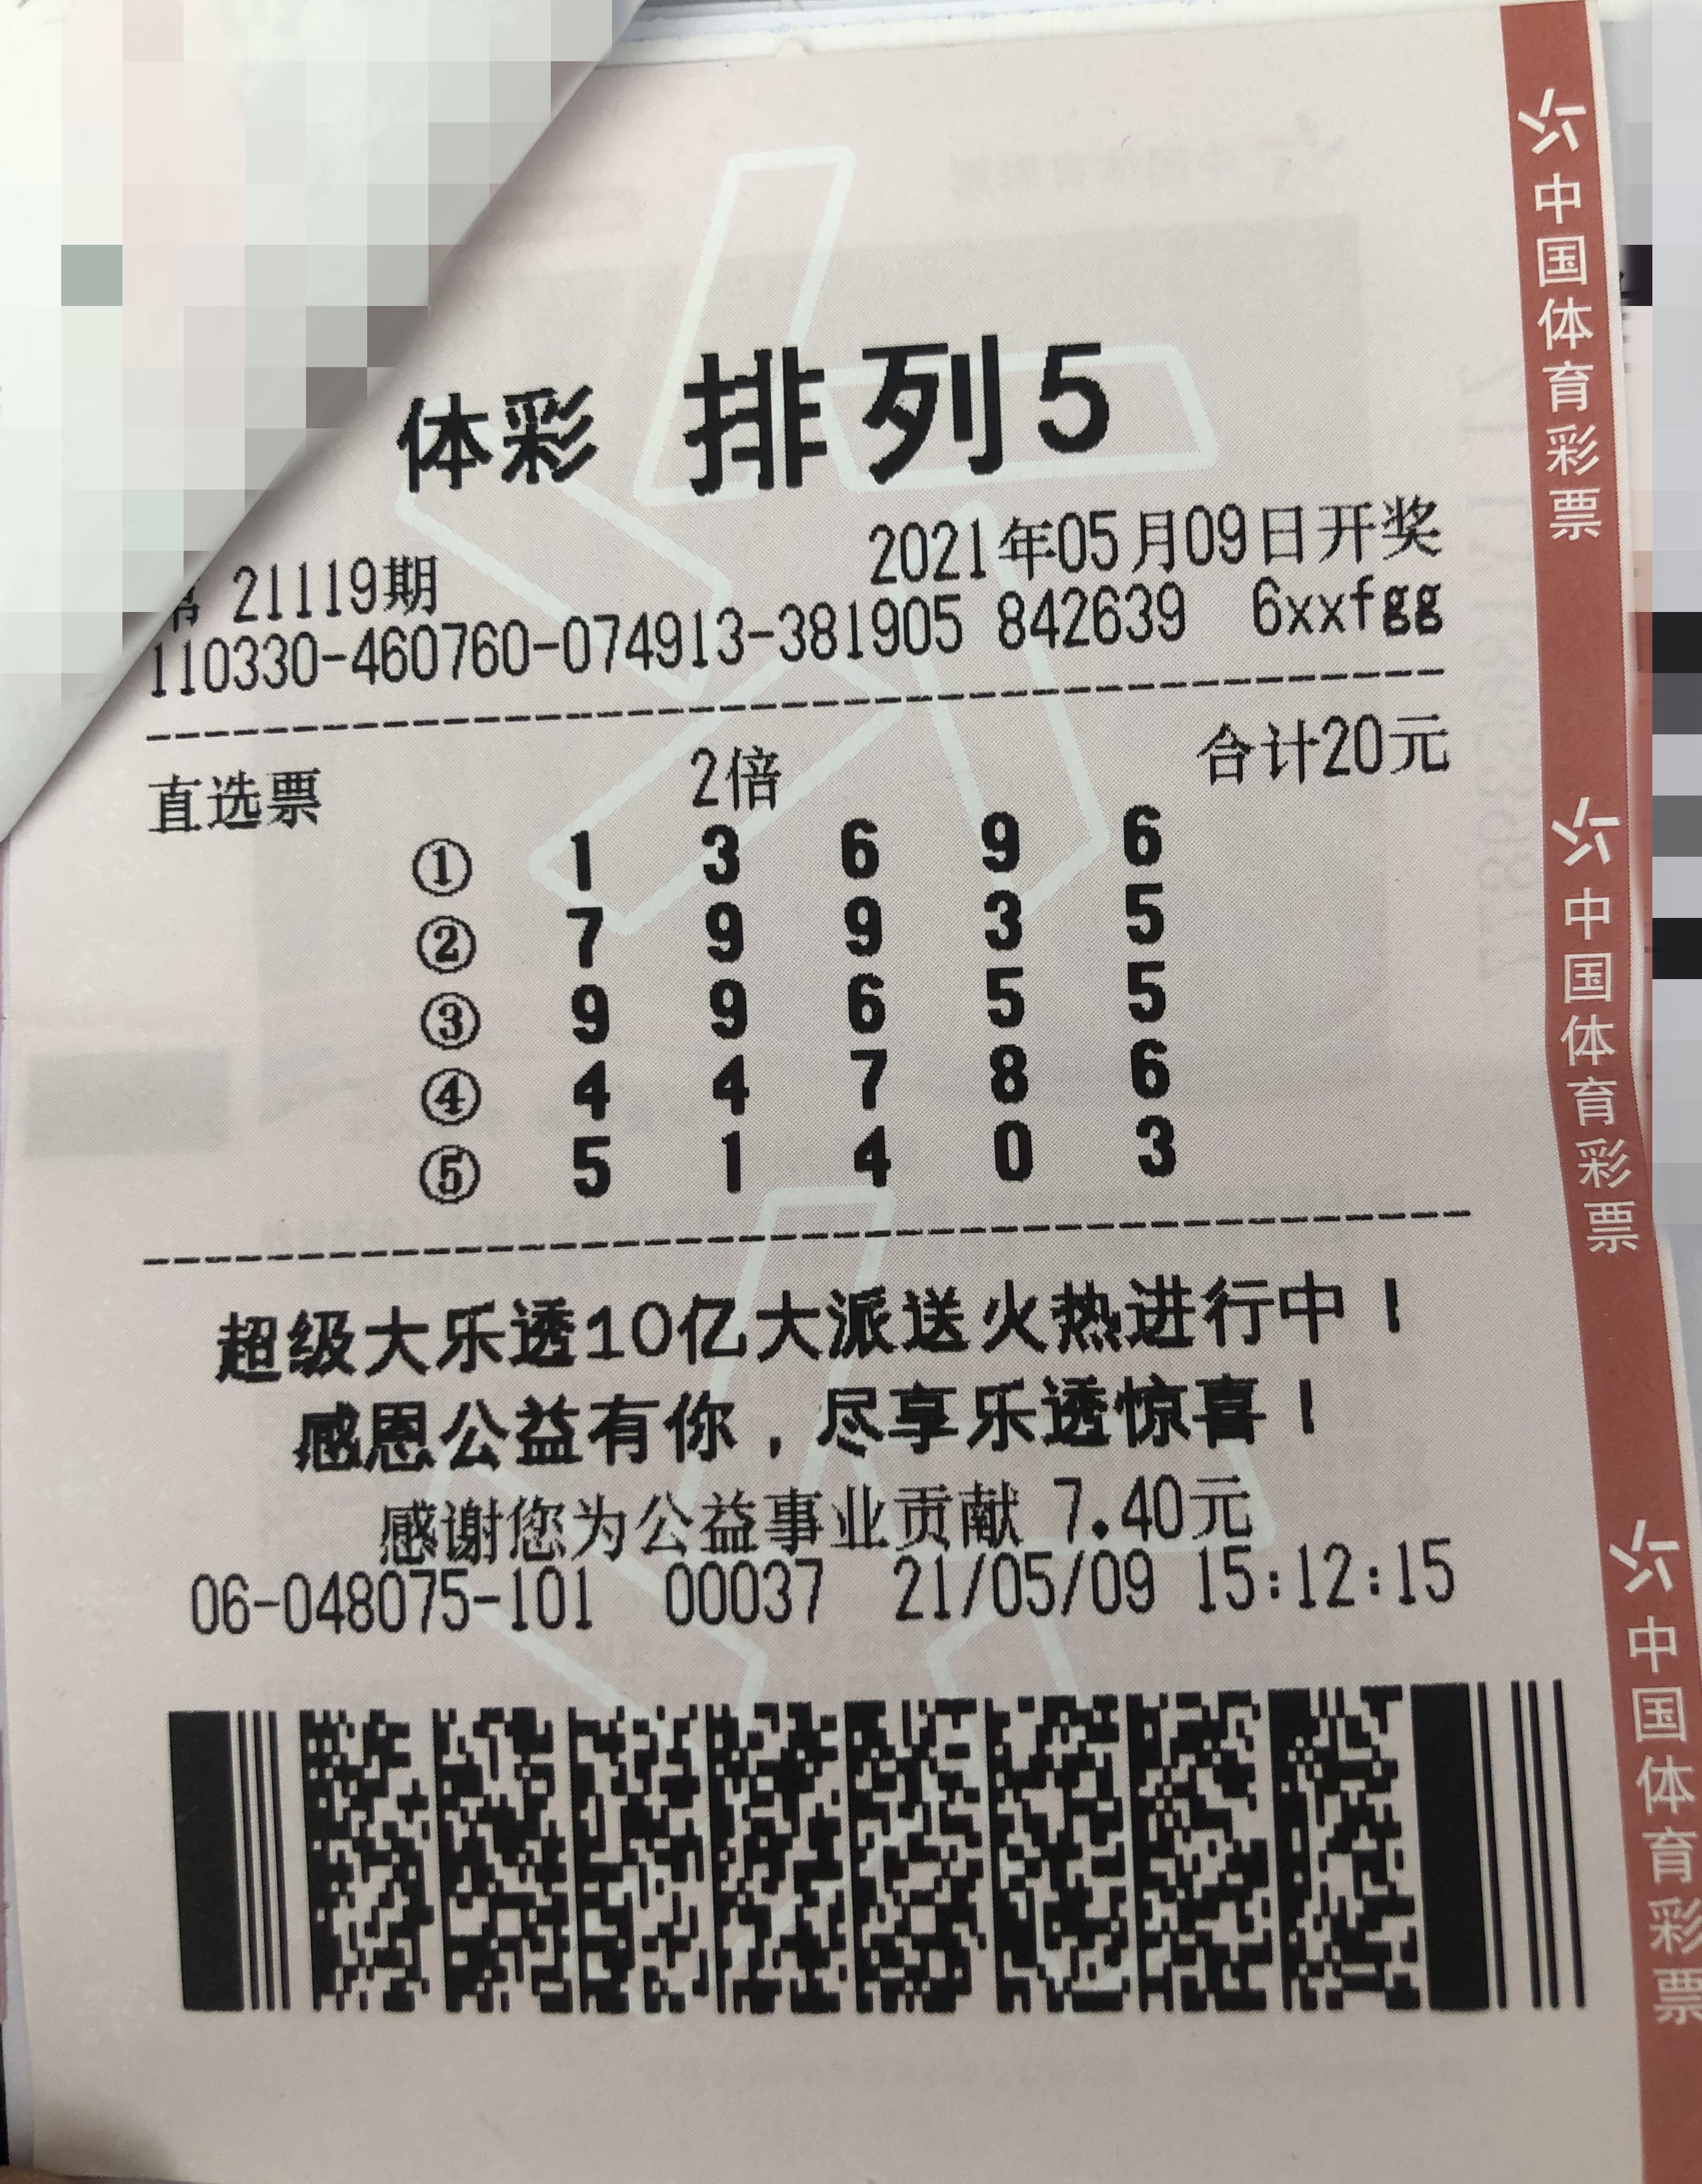 体彩 排列5
21119期 2021年05月09日开奖
110330-460760-074913-381905 842639 6xxfgg
直选票 2倍 合计20元
① 1 3 6 9 6
② 7 9 9 3 5
③ 9 9 6 5 5
④ 4 4 7 8 6
⑤ 5 1 4 0 3
超级大乐透10亿大派送火热进行中！
感恩公益有你，尽享乐透惊喜！
感谢您为公益事业贡献 7.40元
06-048075-101 00037 21/05/09 15:12:15
中国体育彩票
中国体育彩票
中国体育彩票